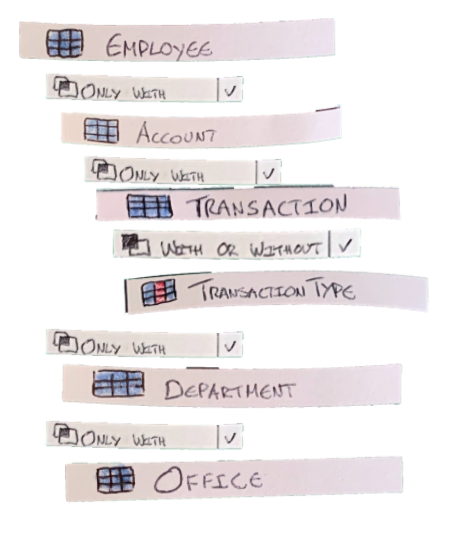 EMPLOYEE
ONLY WITH
ACCOUNT
ONLY WITH
TRANSACTION
WITH OR WITHOUT
TRANSACTION TYPE
ONLY WITH
DEPARTMENT
ONLY WITH
OFFICE